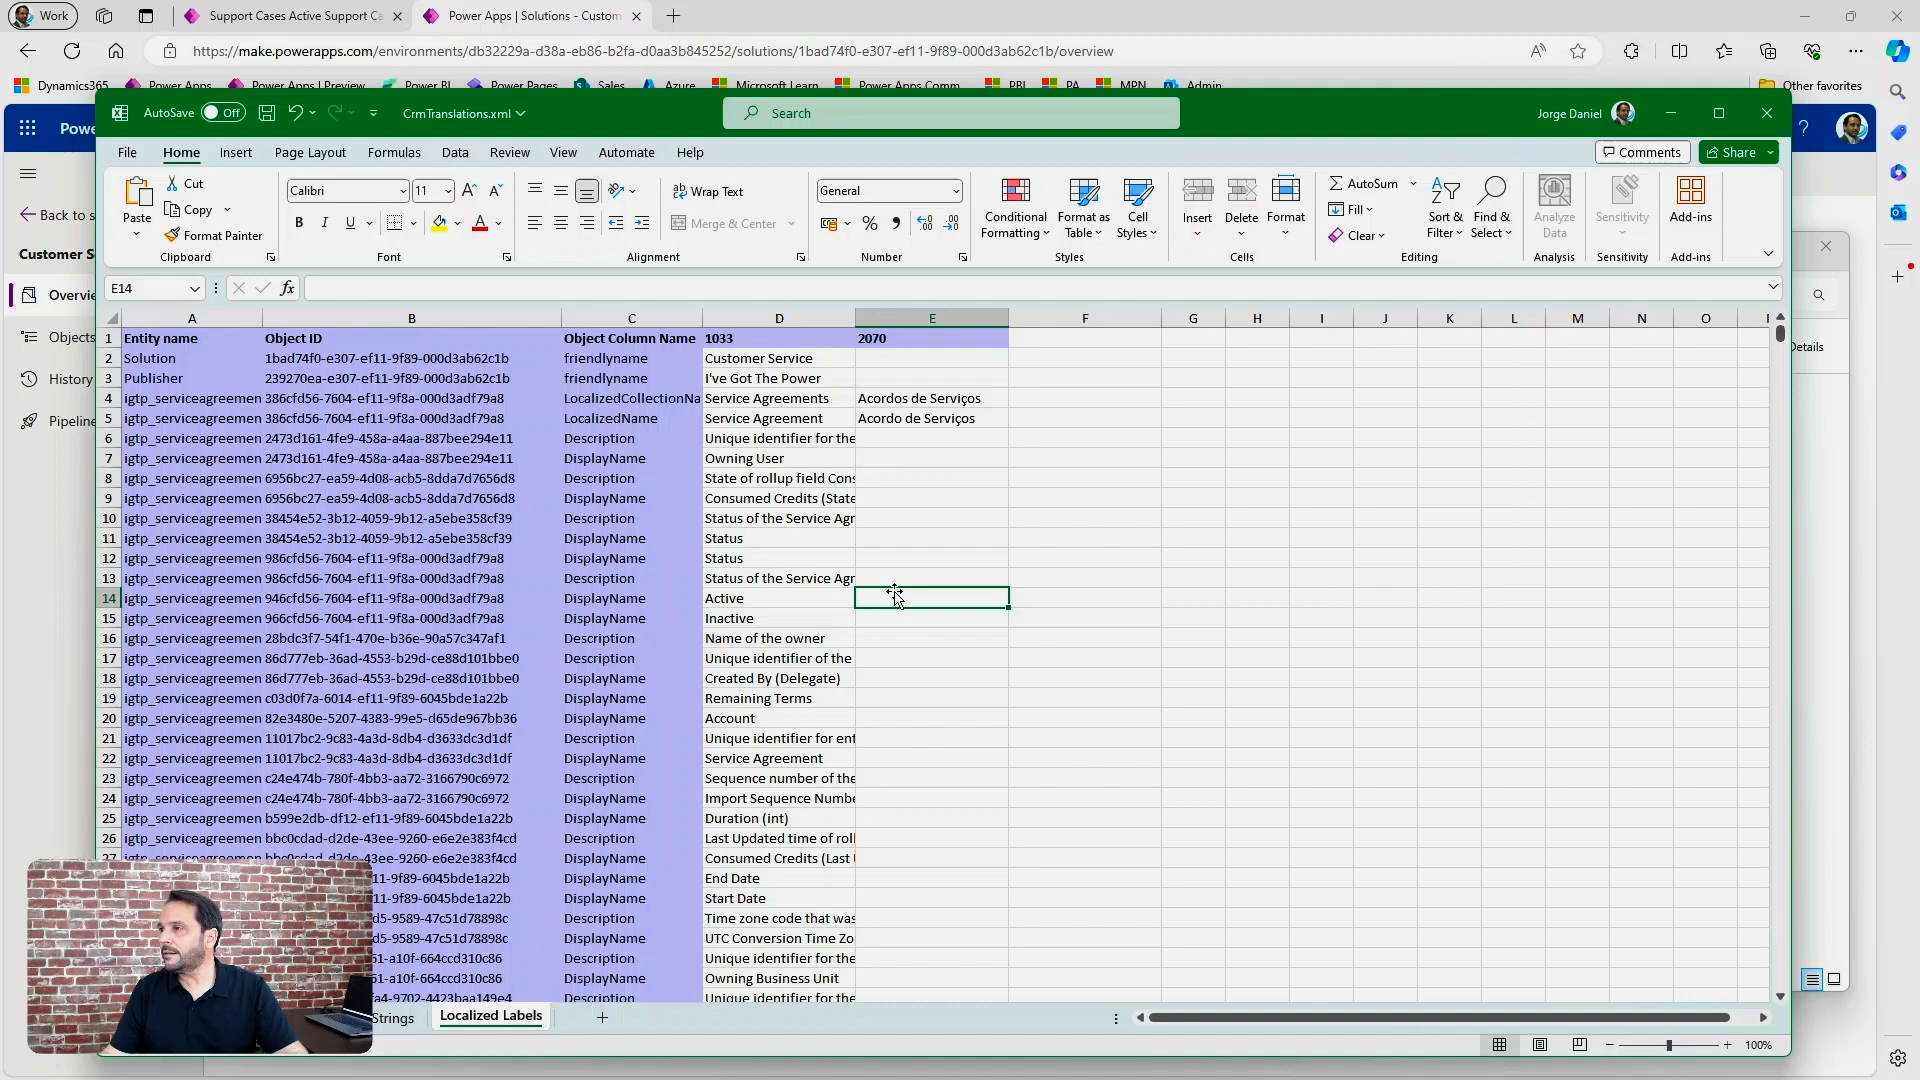 Work
Support Cases Active Support Ca
Power Apps | Solutions - Custom
https://make.powerapps.com/environments/db32229a-d38a-eb86-b2fa-d0aa3b845252/solutions/1bad74f0-e307-ef11-9f89-000d3ab62c1b/overview
Dynamics365 Power Apps Power Apps | Preview Power BI Power Pages Sales Azure Microsoft Learn Power Apps Comm PBI PA MPN Admin Other favorites
Powe
AutoSave Off CrmTranslations.xml Search Jorge Daniel
File Home Insert Page Layout Formulas Data Review View Automate Help Comments Share
Back to s
Customer S
Overvie
Objects
History
Pipeline
Details
Paste Cut Copy Format Painter
Calibri 11
B I U
Wrap Text
Merge & Center
General
Conditional Formatting Format as Table Cell Styles
Insert Delete Format
AutoSum Fill Clear Sort & Filter Find & Select
Analyze Data Sensitivity Add-ins
Clipboard Font Alignment Number Styles Cells Editing Analysis Sensitivity Add-ins
E14 fx
A B C D E F G H I J K L M N O
1 Entity name Object ID Object Column Name 1033 2070
2 Solution 1bad74f0-e307-ef11-9f89-000d3ab62c1b friendlyname Customer Service
3 Publisher 239270ea-e307-ef11-9f89-000d3ab62c1b friendlyname I've Got The Power
4 igtp_serviceagreemen 386cfd56-7604-ef11-9f8a-000d3adf79a8 LocalizedCollectionNa Service Agreements Acordos de Serviços
5 igtp_serviceagreemen 386cfd56-7604-ef11-9f8a-000d3adf79a8 LocalizedName Service Agreement Acordo de Serviços
6 igtp_serviceagreemen 2473d161-4fe9-458a-a4aa-887bee294e11 Description Unique identifier for the
7 igtp_serviceagreemen 2473d161-4fe9-458a-a4aa-887bee294e11 DisplayName Owning User
8 igtp_serviceagreemen 6956bc27-ea59-4d08-acb5-8dda7d7656d8 Description State of rollup field Cons
9 igtp_serviceagreemen 6956bc27-ea59-4d08-acb5-8dda7d7656d8 DisplayName Consumed Credits (State
10 igtp_serviceagreemen 38454e52-3b12-4059-9b12-a5ebe358cf39 Description Status of the Service Agr
11 igtp_serviceagreemen 38454e52-3b12-4059-9b12-a5ebe358cf39 DisplayName Status
12 igtp_serviceagreemen 986cfd56-7604-ef11-9f8a-000d3adf79a8 DisplayName Status
13 igtp_serviceagreemen 986cfd56-7604-ef11-9f8a-000d3adf79a8 Description Status of the Service Agr
14 igtp_serviceagreemen 946cfd56-7604-ef11-9f8a-000d3adf79a8 DisplayName Active
15 igtp_serviceagreemen 966cfd56-7604-ef11-9f8a-000d3adf79a8 DisplayName Inactive
16 igtp_serviceagreemen 28bdc3f7-54f1-470e-b36e-90a57c347af1 Description Name of the owner
17 igtp_serviceagreemen 86d777eb-36ad-4553-b29d-ce88d101bbe0 Description Unique identifier of the
18 igtp_serviceagreemen 86d777eb-36ad-4553-b29d-ce88d101bbe0 DisplayName Created By (Delegate)
19 igtp_serviceagreemen c03d0f7a-6014-ef11-9f89-6045bde1a22b DisplayName Remaining Terms
20 igtp_serviceagreemen 82e3480e-5207-4383-99e5-d65de967bb36 DisplayName Account
21 igtp_serviceagreemen 11017bc2-9c83-4a3d-8db4-d3633dc3d1df Description Unique identifier for ent
22 igtp_serviceagreemen 11017bc2-9c83-4a3d-8db4-d3633dc3d1df DisplayName Service Agreement
23 igtp_serviceagreemen c24e474b-780f-4bb3-aa72-3166790c6972 Description Sequence number of the
24 igtp_serviceagreemen c24e474b-780f-4bb3-aa72-3166790c6972 DisplayName Import Sequence Numbe
25 igtp_serviceagreemen b599e2db-df12-ef11-9f89-6045bde1a22b DisplayName Duration (int)
26 igtp_serviceagreemen bbc0cdad-d2de-43ee-9260-e6e2e383f4cd Description Last Updated time of roll
27 igtp_serviceagreemen bbc0cdad-d2de-43ee-9260-e6e2e383f4cd DisplayName Consumed Credits (Last
11-9f89-6045bde1a22b DisplayName End Date
11-9f89-6045bde1a22b DisplayName Start Date
d5-9589-47c51d78898c Description Time zone code that was
d5-9589-47c51d78898c DisplayName UTC Conversion Time Zo
61-a10f-664ccd310c86 Description Unique identifier for the
61-a10f-664ccd310c86 DisplayName Owning Business Unit
fa4-9702-4423baa149e4 Description Unique identifier for the
Strings Localized Labels
100%